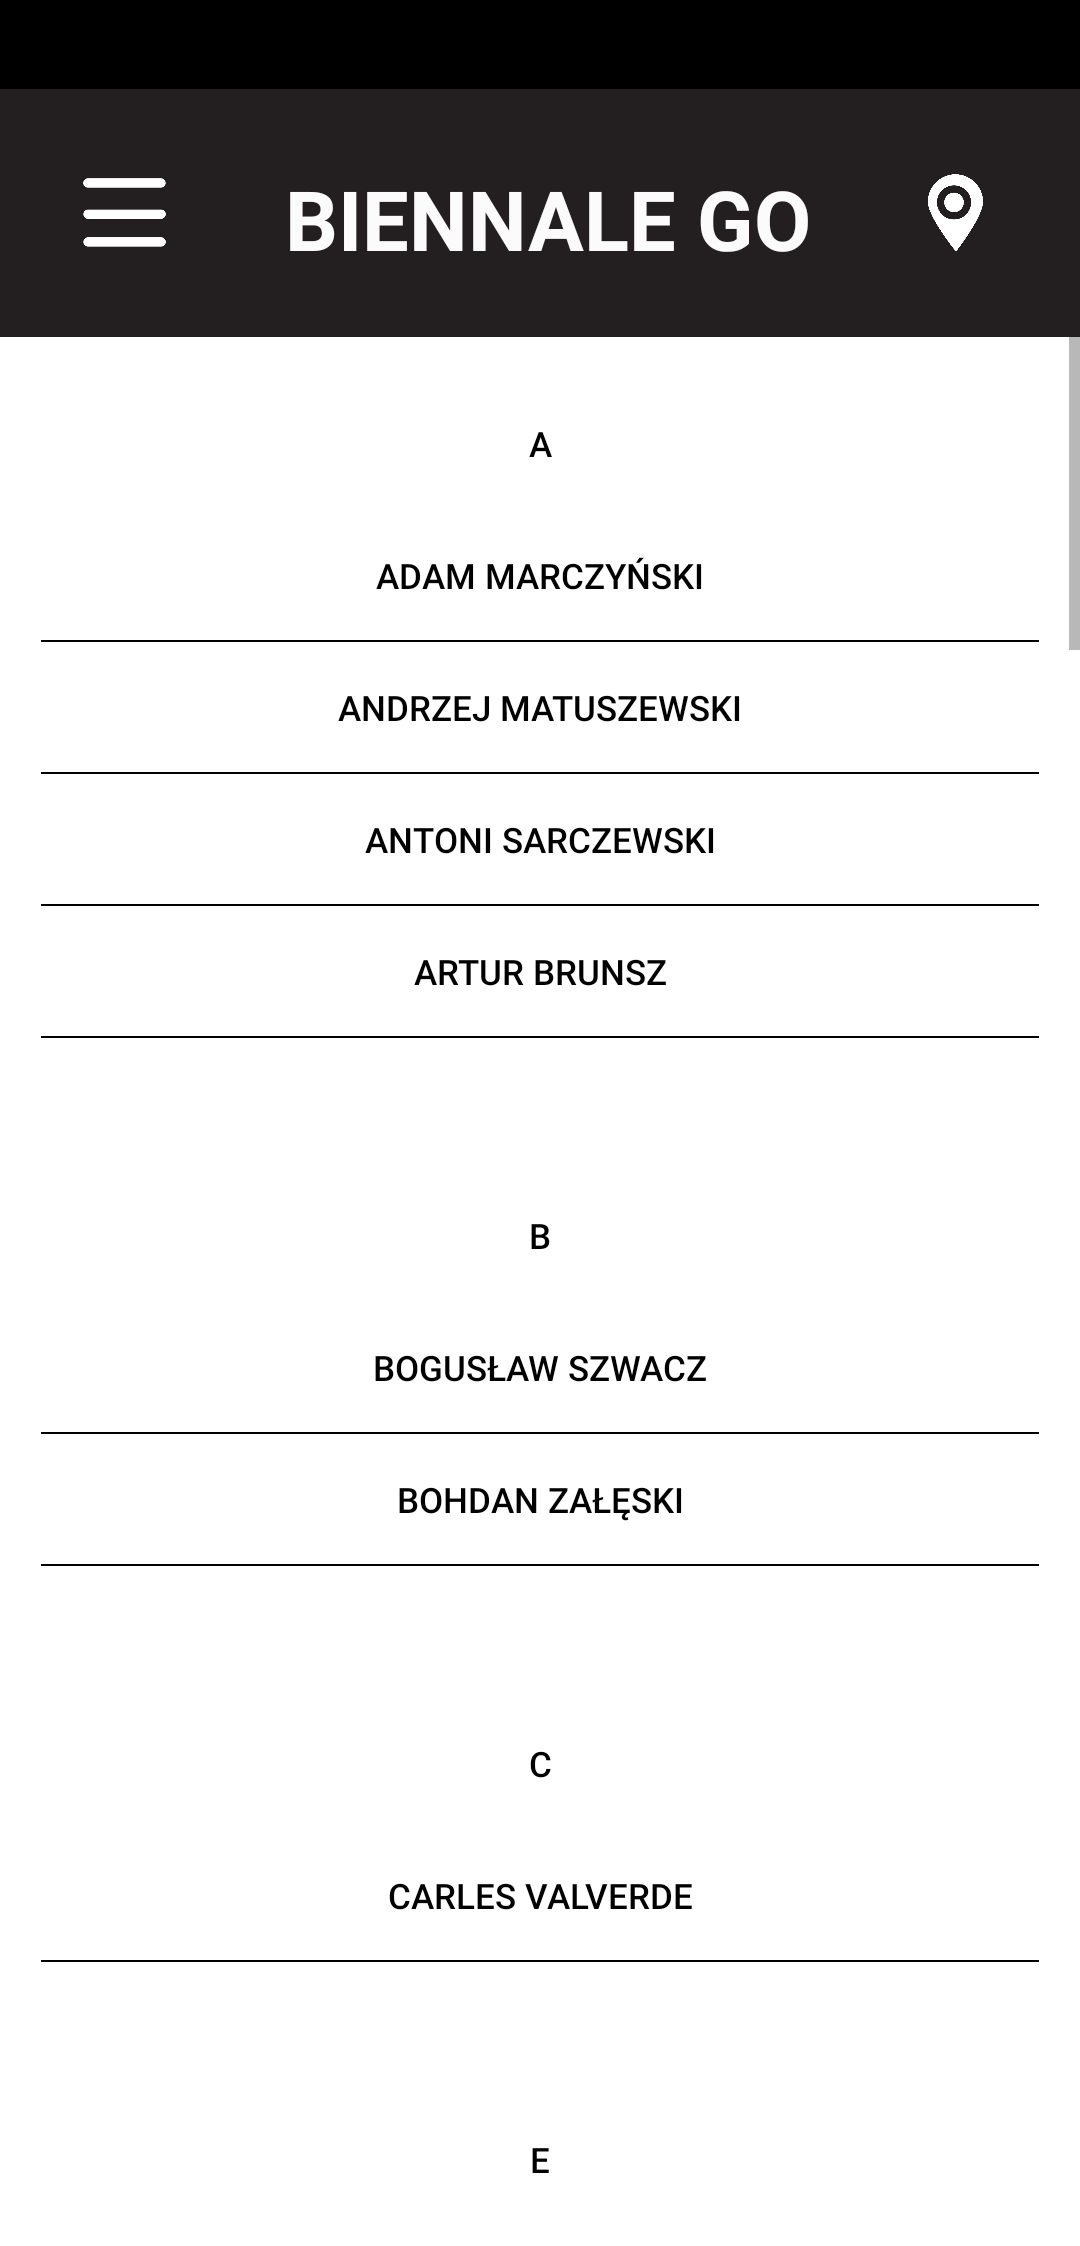 BIENNALE GO
A
ADAM MARCZYŃSKI
ANDRZEJ MATUSZEWSKI
ANTONI SARCZEWSKI
ARTUR BRUNSZ
B
BOGUSŁAW SZWACZ
BOHDAN ZAŁĘSKI
C
CARLES VALVERDE
E